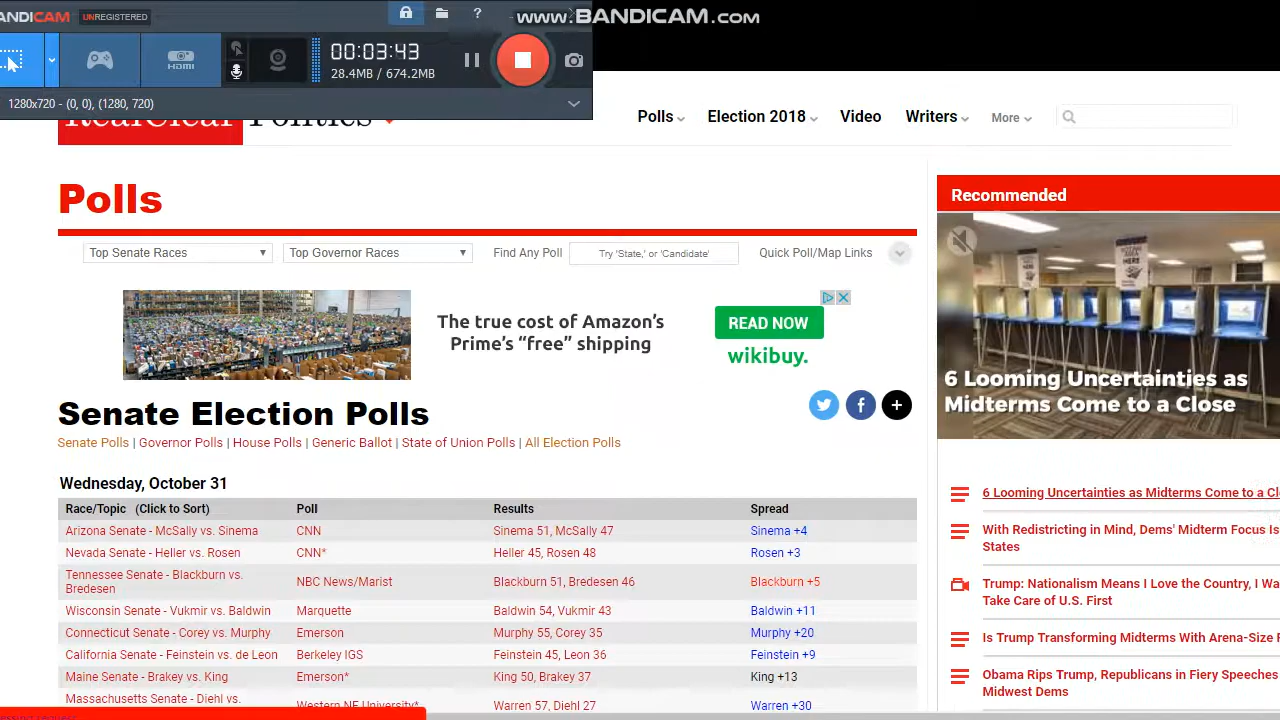 ANDICAM UNREGISTERED
?
www.BANDICAM.com
HDMI
00:03:43
28.4MB / 674.2MB
1280x720 - (0, 0), (1280, 720)
RealClear Politics
Polls Election 2018 Video Writers More
Polls
Top Senate Races Top Governor Races Find Any Poll Try 'State,' or 'Candidate' Quick Poll/Map Links
The true cost of Amazon's
Prime's "free" shipping
READ NOW
wikibuy.
Senate Election Polls
Senate Polls | Governor Polls | House Polls | Generic Ballot | State of Union Polls | All Election Polls
Wednesday, October 31
Race/Topic (Click to Sort) Poll Results Spread
Arizona Senate - McSally vs. Sinema CNN Sinema 51, McSally 47 Sinema +4
Nevada Senate - Heller vs. Rosen CNN* Heller 45, Rosen 48 Rosen +3
Tennessee Senate - Blackburn vs.
Bredesen NBC News/Marist Blackburn 51, Bredesen 46 Blackburn +5
Wisconsin Senate - Vukmir vs. Baldwin Marquette Baldwin 54, Vukmir 43 Baldwin +11
Connecticut Senate - Corey vs. Murphy Emerson Murphy 55, Corey 35 Murphy +20
California Senate - Feinstein vs. de Leon Berkeley IGS Feinstein 45, Leon 36 Feinstein +9
Maine Senate - Brakey vs. King Emerson* King 50, Brakey 37 King +13
Massachusetts Senate - Diehl vs.
Western NE University* Warren 57, Diehl 27 Warren +30
Recommended
VOTE HERE
6 Looming Uncertainties as
Midterms Come to a Close
6 Looming Uncertainties as Midterms Come to a Cl
With Redistricting in Mind, Dems' Midterm Focus Is
States
Trump: Nationalism Means I Love the Country, I Wa
Take Care of U.S. First
Is Trump Transforming Midterms With Arena-Size
Obama Rips Trump, Republicans in Fiery Speeches
Midwest Dems